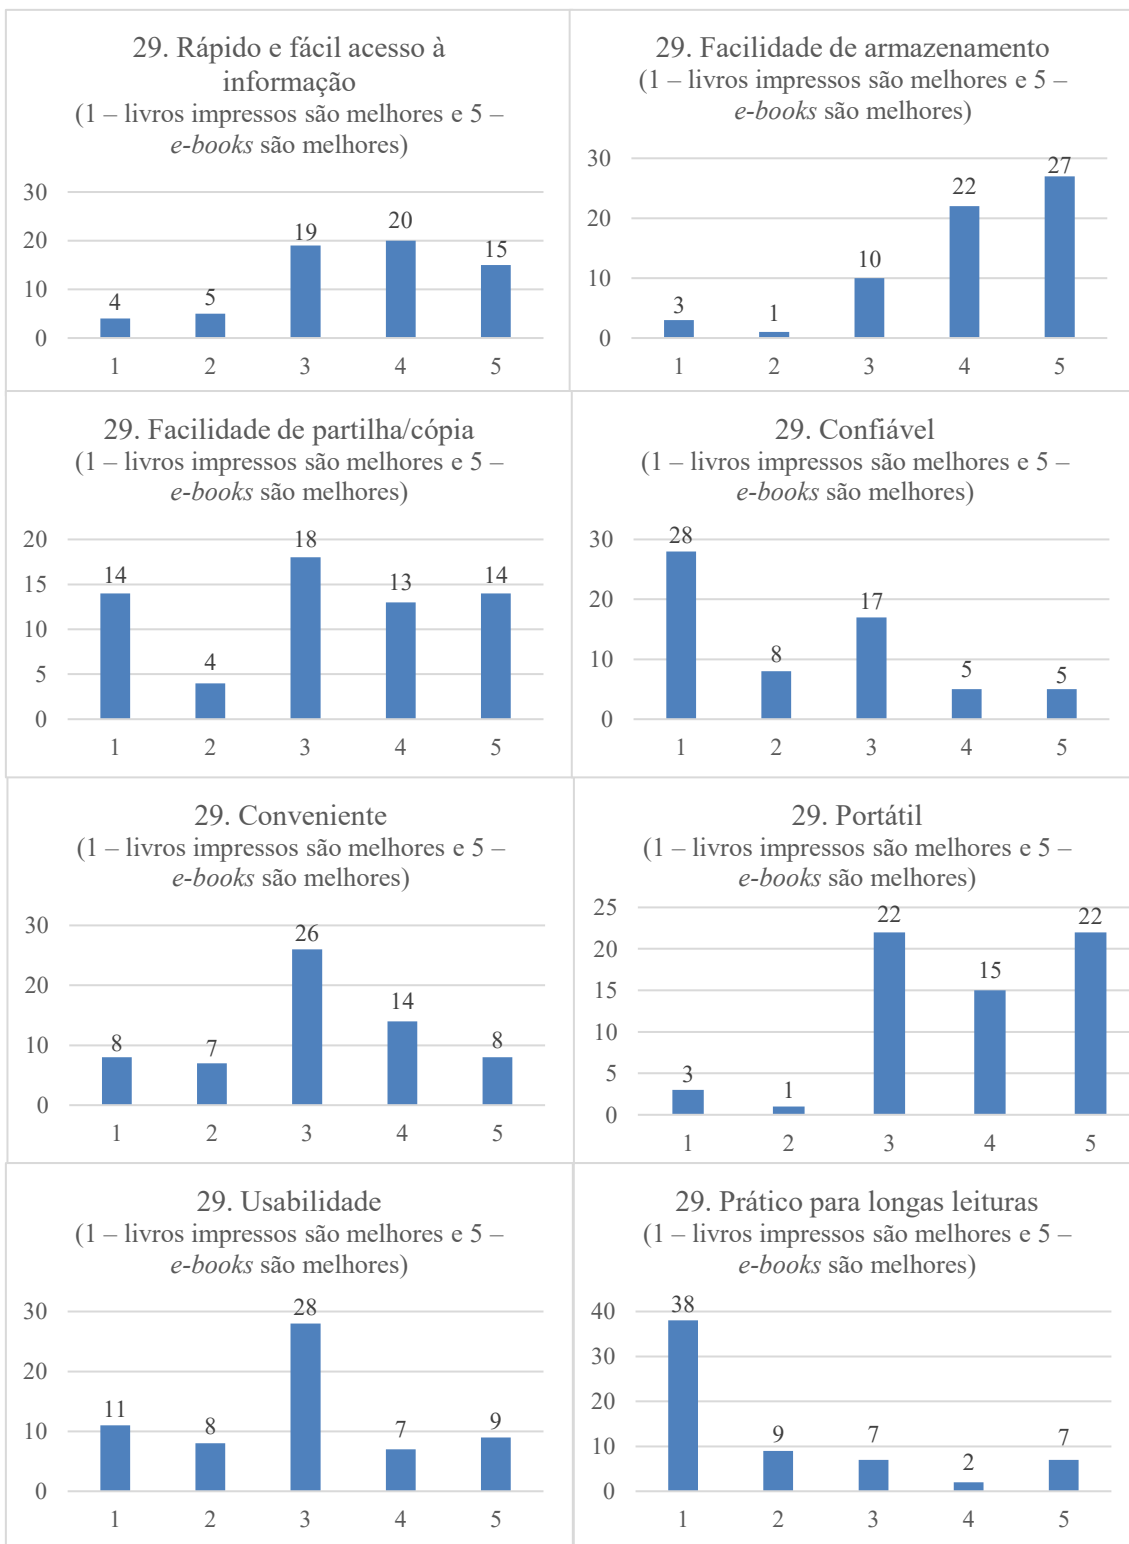 29. Rápido e fácil acesso à
informação
(1 – livros impressos são melhores e 5 –
e-books são melhores)
30
20
10
0
4
5
19
20
15
1 2 3 4 5
29. Facilidade de armazenamento
(1 – livros impressos são melhores e 5 –
e-books são melhores)
30
20
10
0
3
1
10
22
27
1 2 3 4 5
29. Facilidade de partilha/cópia
(1 – livros impressos são melhores e 5 –
e-books são melhores)
20
15
10
5
0
14
4
18
13
14
1 2 3 4 5
29. Confiável
(1 – livros impressos são melhores e 5 –
e-books são melhores)
30
20
10
0
28
8
17
5
5
1 2 3 4 5
29. Conveniente
(1 – livros impressos são melhores e 5 –
e-books são melhores)
30
20
10
0
8
7
26
14
8
1 2 3 4 5
29. Portátil
(1 – livros impressos são melhores e 5 –
e-books são melhores)
25
20
15
10
5
0
3
1
22
15
22
1 2 3 4 5
29. Usabilidade
(1 – livros impressos são melhores e 5 –
e-books são melhores)
30
20
10
0
11
8
28
7
9
1 2 3 4 5
29. Prático para longas leituras
(1 – livros impressos são melhores e 5 –
e-books são melhores)
40
30
20
10
0
38
9
7
2
7
1 2 3 4 5